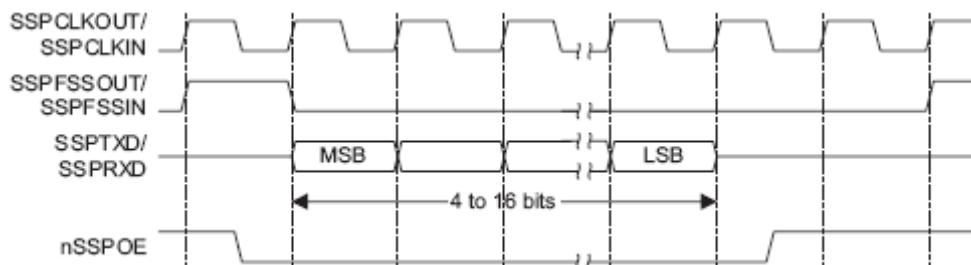 SSPCLKOUT/
SSPCLKIN
SSPFSSOUT/
SSPFSSIN
SSPTXD/
SSPRXD
MSB
LSB
4 to 16 bits
nSSPOE